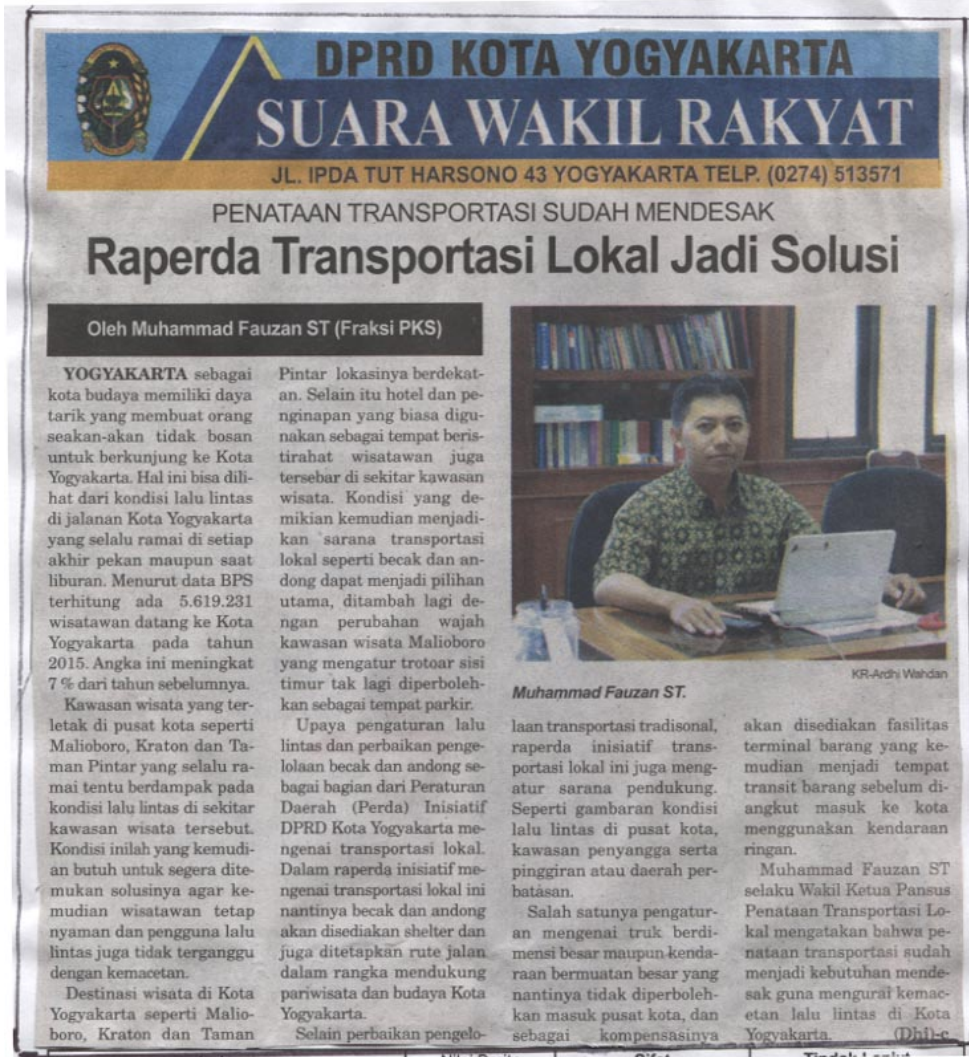 DPRD KOTA YOGYAKARTA
SUARA WAKIL RAKYAT
JL. IPDA TUT HARSONO 43 YOGYAKARTA TELP. (0274) 513571
PENATAAN TRANSPORTASI SUDAH MENDESAK
Raperda Transportasi Lokal Jadi Solusi
Oleh Muhammad Fauzan ST (Fraksi PKS)
YOGYAKARTA sebagai
kota budaya memiliki daya
tarik yang membuat orang
seakan-akan tidak bosan
untuk berkunjung ke Kota
Yogyakarta. Hal ini bisa dili-
hat dari kondisi lalu lintas
di jalanan Kota Yogyakarta
yang selalu ramai di setiap
akhir pekan maupun saat
liburan. Menurut data BPS
terhitung ada 5.619.231
wisatawan datang ke Kota
Yogyakarta pada tahun
2015. Angka ini meningkat
7 % dari tahun sebelumnya.
Kawasan wisata yang ter-
letak di pusat kota seperti
Malioboro, Kraton dan Ta-
man Pintar yang selalu ra-
mai tentu berdampak pada
kondisi lalu lintas di sekitar
kawasan wisata tersebut.
Kondisi inilah yang kemudi-
an butuh untuk segera dite-
mukan solusinya agar ke-
mudian wisatawan tetap
nyaman dan pengguna lalu
lintas juga tidak terganggu
dengan kemacetan.
Destinasi wisata di Kota
Yogyakarta seperti Malio-
boro, Kraton dan Taman
Pintar lokasinya berdekat-
an. Selain itu hotel dan pe-
nginapan yang biasa digu-
nakan sebagai tempat beris-
tirahat wisatawan juga
tersebar di sekitar kawasan
wisata. Kondisi yang de-
mikian kemudian menjadi-
kan sarana transportasi
lokal seperti becak dan an-
dong dapat menjadi pilihan
utama, ditambah lagi de-
ngan perubahan wajah
kawasan wisata Malioboro
yang mengatur trotoar sisi
timur tak lagi diperboleh-
kan sebagai tempat parkir.
Upaya pengaturan lalu
lintas dan perbaikan penge-
lolaan becak dan andong se-
bagai bagian dari Peraturan
Daerah (Perda) Inisiatif
DPRD Kota Yogyakarta me-
ngenai transportasi lokal.
Dalam raperda inisiatif me-
ngenai transportasi lokal ini
nantinya becak dan andong
akan disediakan shelter dan
juga ditetapkan rute jalan
dalam rangka mendukung
pariwisata dan budaya Kota
Yogyakarta.
Selain perbaikan pengelo-
KR-Ardhi Wahdan
Muhammad Fauzan ST.
laan transportasi tradisonal,
raperda inisiatif trans-
portasi lokal ini juga meng-
atur sarana pendukung.
Seperti gambaran kondisi
lalu lintas di pusat kota,
kawasan penyangga serta
pinggiran atau daerah per-
batasan.
Salah satunya pengatur-
an mengenai truk berdi-
mensi besar maupun kenda-
raan bermuatan besar yang
nantinya tidak diperboleh-
kan masuk pusat kota, dan
sebagai kompensasinya
akan disediakan fasilitas
terminal barang yang ke-
mudian menjadi tempat
transit barang sebelum di-
angkut masuk ke kota
menggunakan kendaraan
ringan.
Muhammad Fauzan ST
selaku Wakil Ketua Pansus
Penataan Transportasi Lo-
kal mengatakan bahwa pe-
nataan transportasi sudah
menjadi kebutuhan mende-
sak guna mengurai kemac-
etan lalu lintas di Kota
Yogyakarta. (Dhi)-c